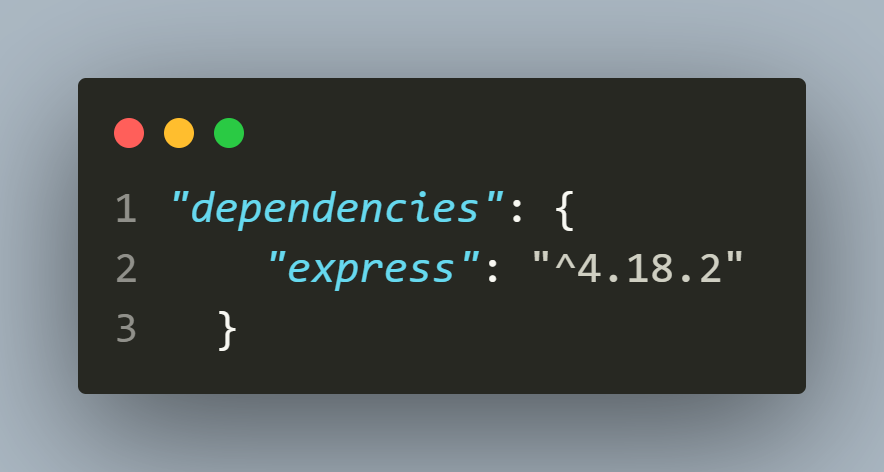 1 "dependencies": {
2     "express": "^4.18.2"
3   }